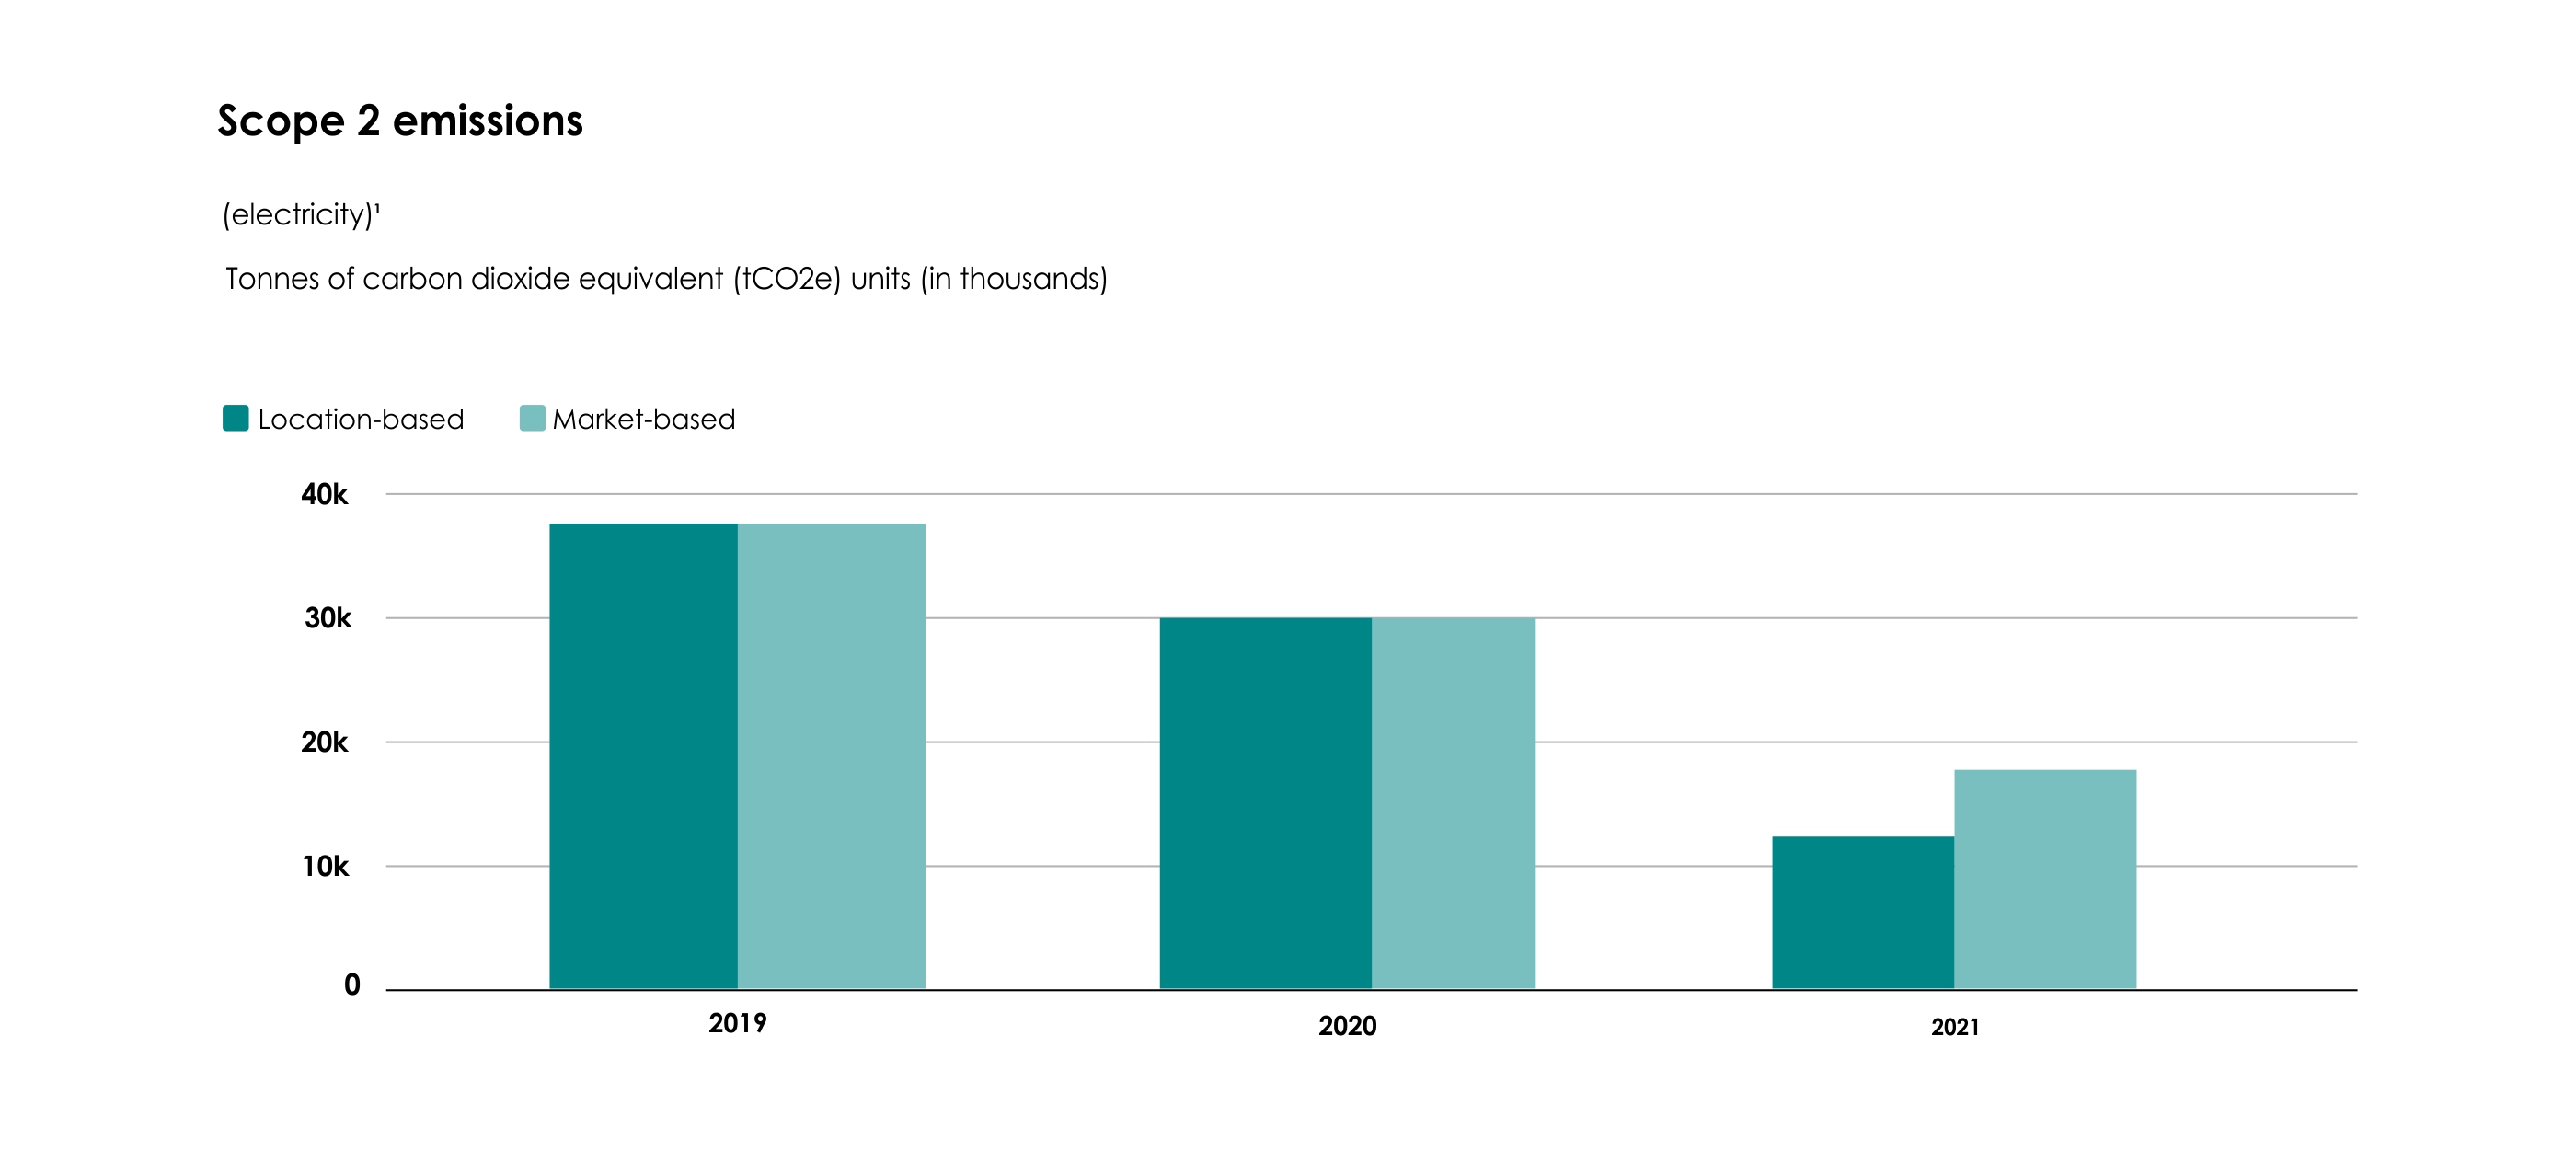 Scope 2 emissions
(electricity)¹
Tonnes of carbon dioxide equivalent (tCO2e) units (in thousands)
Location-based Market-based
40k
30k
20k
10k
0
2019 2020 2021